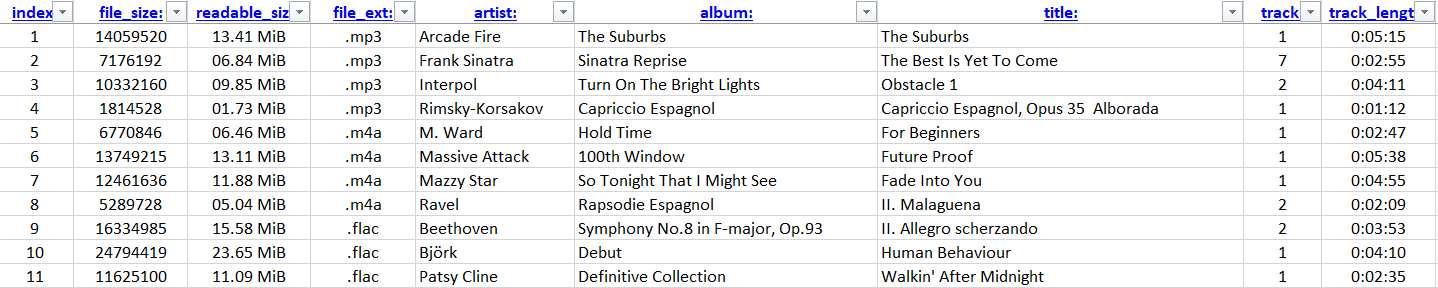 index file_size: readable_siz file_ext: artist: album: title: track track_lengt
1 14059520 13.41 MiB .mp3 Arcade Fire The Suburbs The Suburbs 1 0:05:15
2 7176192 06.84 MiB .mp3 Frank Sinatra Sinatra Reprise The Best Is Yet To Come 7 0:02:55
3 10332160 09.85 MiB .mp3 Interpol Turn On The Bright Lights Obstacle 1 2 0:04:11
4 1814528 01.73 MiB .mp3 Rimsky-Korsakov Capriccio Espagnol Capriccio Espagnol, Opus 35  Alborada 1 0:01:12
5 6770846 06.46 MiB .m4a M. Ward Hold Time For Beginners 1 0:02:47
6 13749215 13.11 MiB .m4a Massive Attack 100th Window Future Proof 1 0:05:38
7 12461636 11.88 MiB .m4a Mazzy Star So Tonight That I Might See Fade Into You 1 0:04:55
8 5289728 05.04 MiB .m4a Ravel Rapsodie Espagnol II. Malaguena 2 0:02:09
9 16334985 15.58 MiB .flac Beethoven Symphony No.8 in F-major, Op.93 II. Allegro scherzando 2 0:03:53
10 24794419 23.65 MiB .flac Björk Debut Human Behaviour 1 0:04:10
11 11625100 11.09 MiB .flac Patsy Cline Definitive Collection Walkin' After Midnight 1 0:02:35